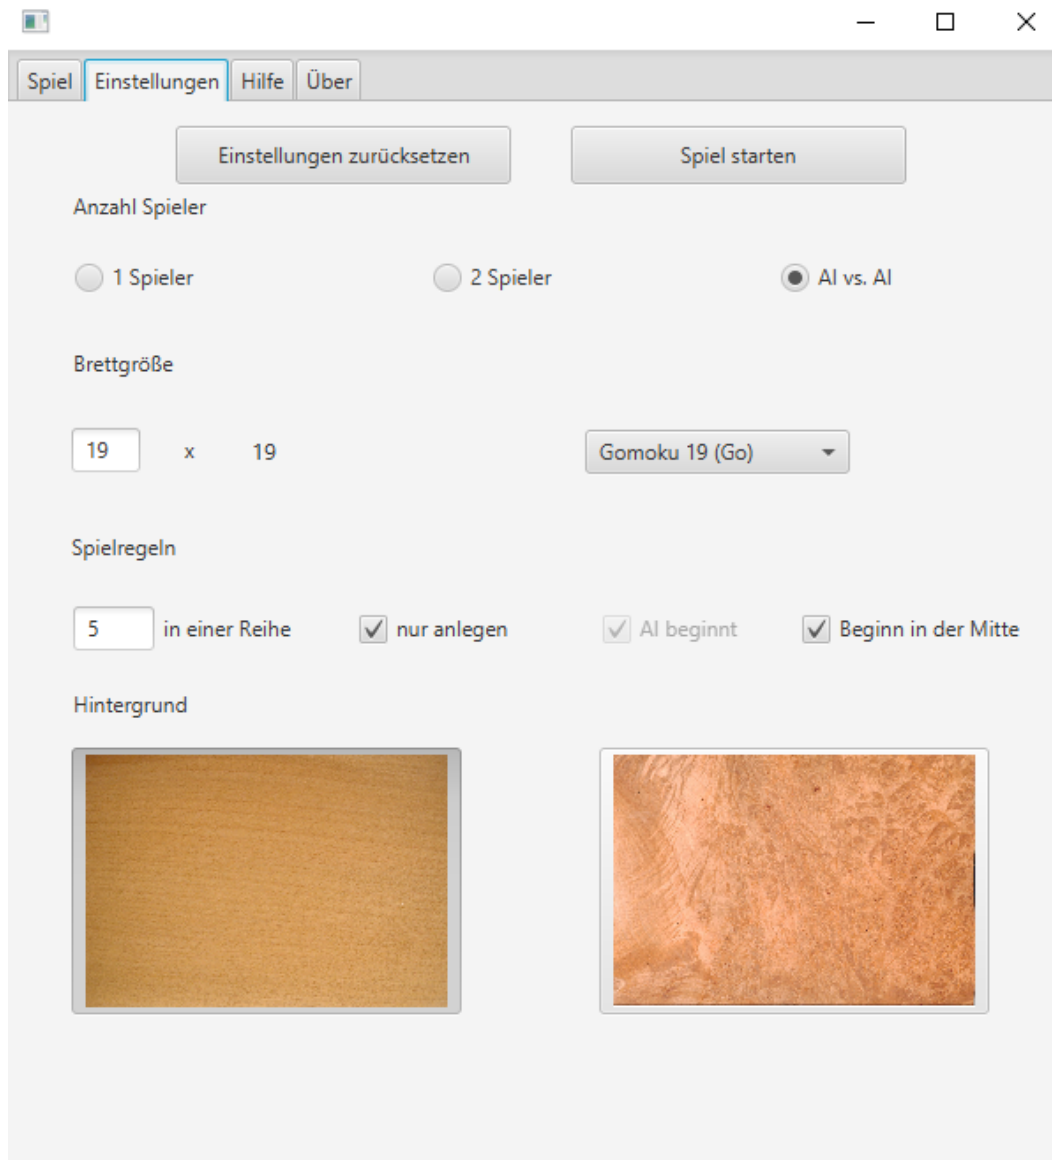 Spiel Einstellungen Hilfe Über
Einstellungen zurücksetzen Spiel starten
Anzahl Spieler
1 Spieler 2 Spieler AI vs. AI
Brettgröße
19 x 19 Gomoku 19 (Go)
Spielregeln
5 in einer Reihe nur anlegen AI beginnt Beginn in der Mitte
Hintergrund